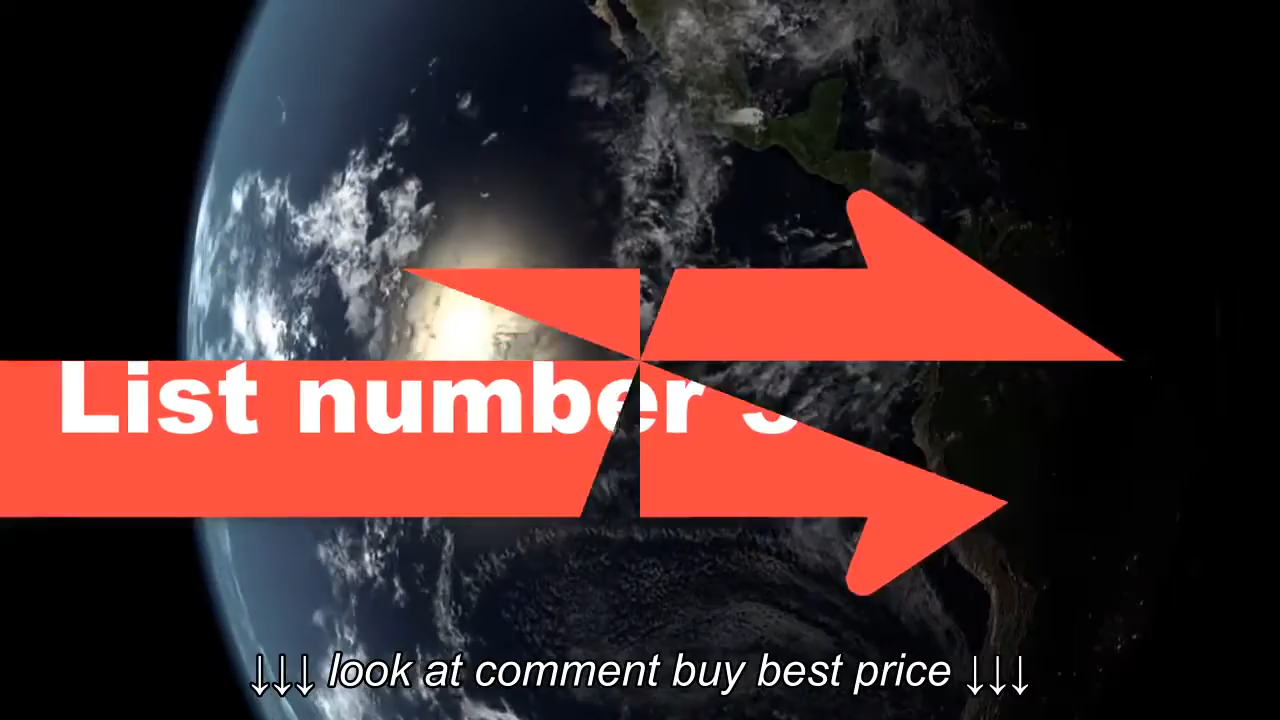 List number
↓↓↓ look at comment buy best price ↓↓↓